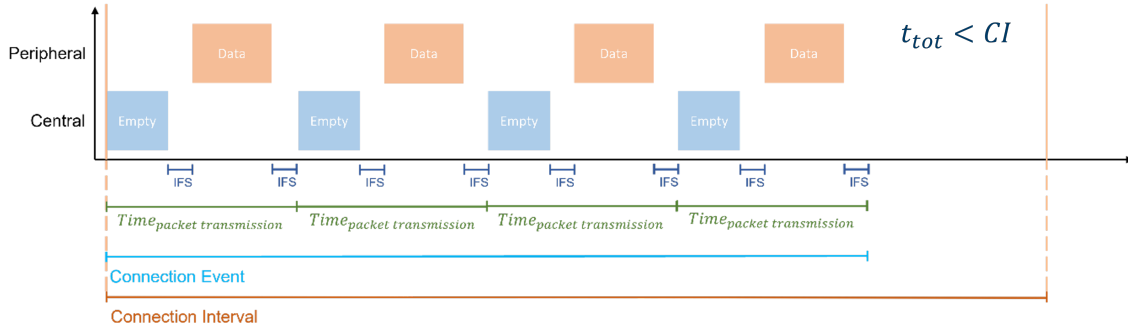 Peripheral
Data
Data
Data
Data
t_tot < CI
Central
Empty
Empty
Empty
Empty
IFS
IFS
IFS
IFS
IFS
IFS
IFS
IFS
Time_packet transmission
Time_packet transmission
Time_packet transmission
Time_packet transmission
Connection Event
Connection Interval